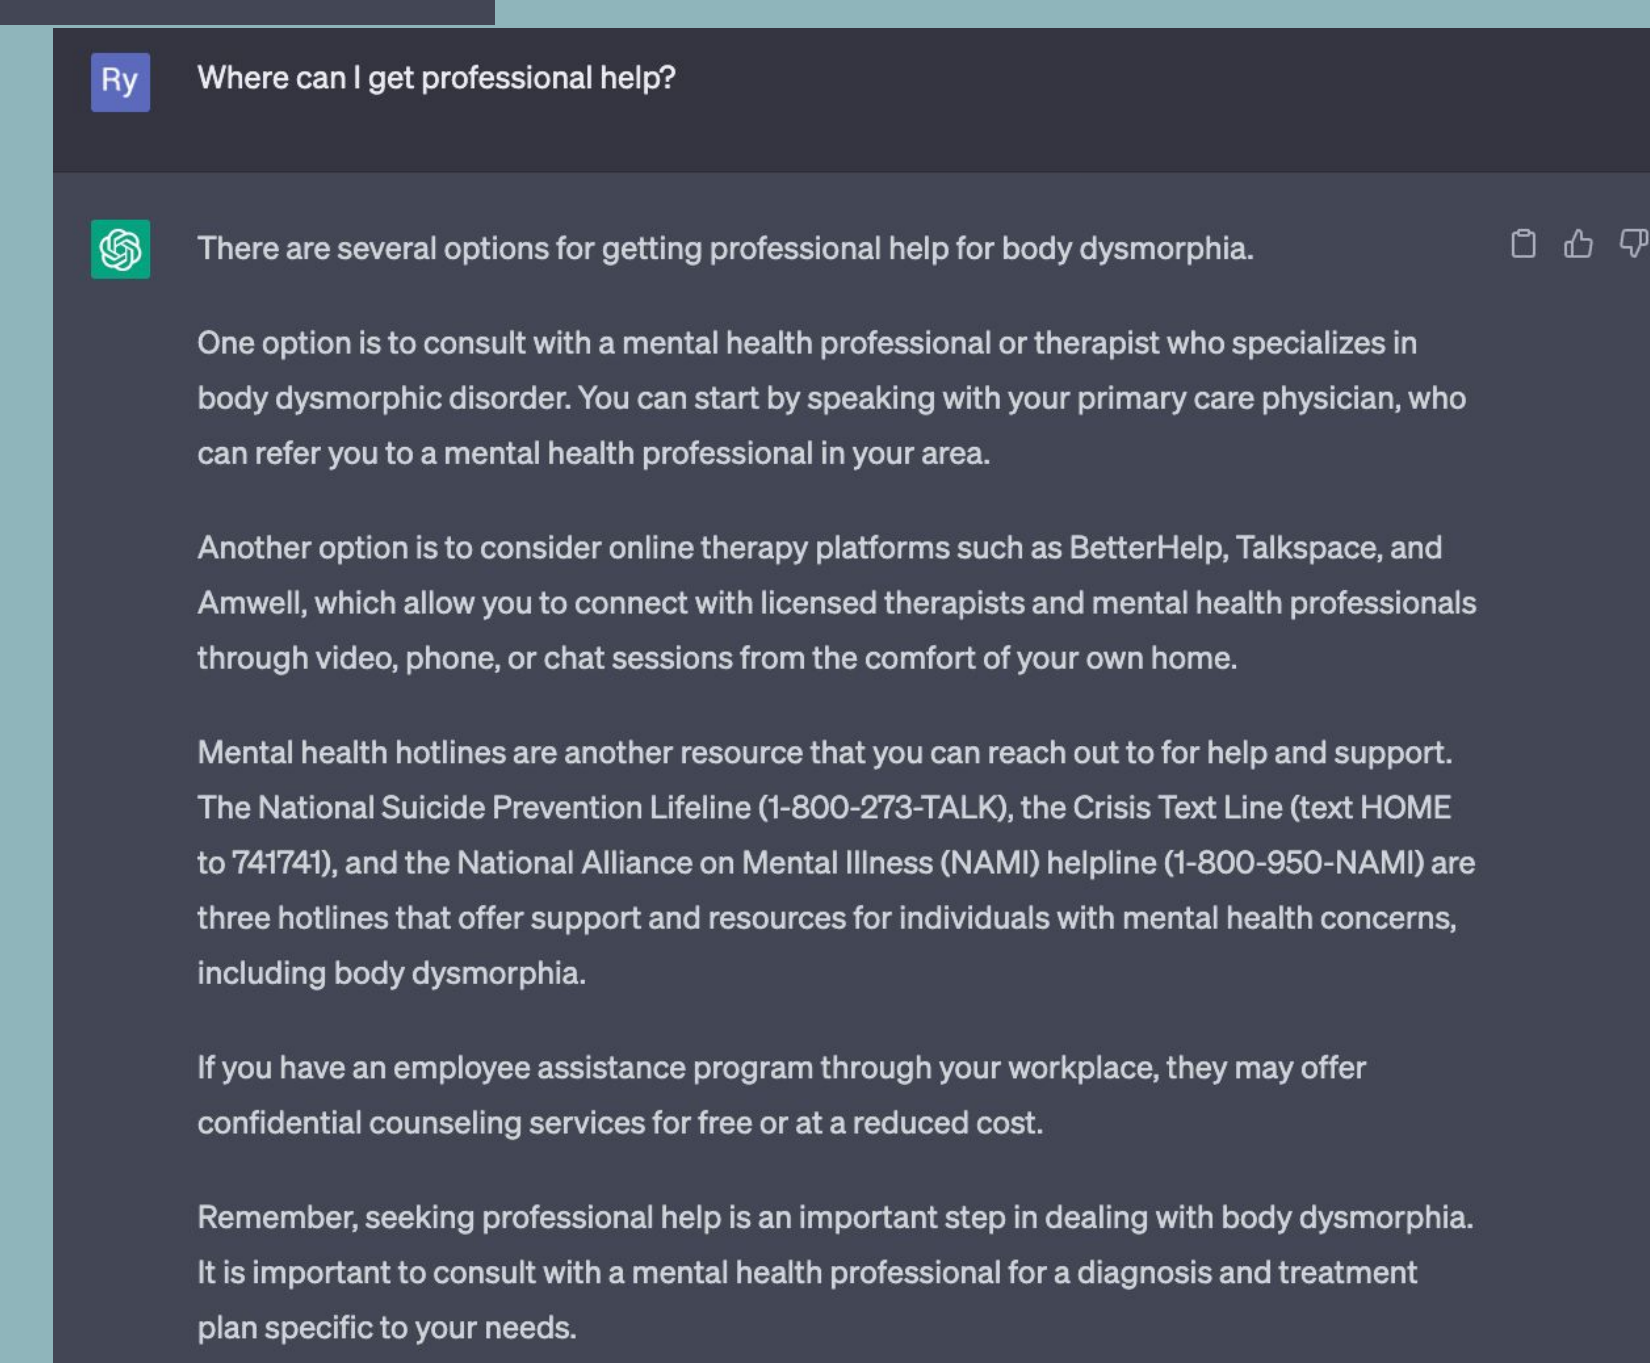 Ry
Where can I get professional help?
There are several options for getting professional help for body dysmorphia.
One option is to consult with a mental health professional or therapist who specializes in
body dysmorphic disorder. You can start by speaking with your primary care physician, who
can refer you to a mental health professional in your area.
Another option is to consider online therapy platforms such as BetterHelp, Talkspace, and
Amwell, which allow you to connect with licensed therapists and mental health professionals
through video, phone, or chat sessions from the comfort of your own home.
Mental health hotlines are another resource that you can reach out to for help and support.
The National Suicide Prevention Lifeline (1-800-273-TALK), the Crisis Text Line (text HOME
to 741741), and the National Alliance on Mental Illness (NAMI) helpline (1-800-950-NAMI) are
three hotlines that offer support and resources for individuals with mental health concerns,
including body dysmorphia.
If you have an employee assistance program through your workplace, they may offer
confidential counseling services for free or at a reduced cost.
Remember, seeking professional help is an important step in dealing with body dysmorphia.
It is important to consult with a mental health professional for a diagnosis and treatment
plan specific to your needs.